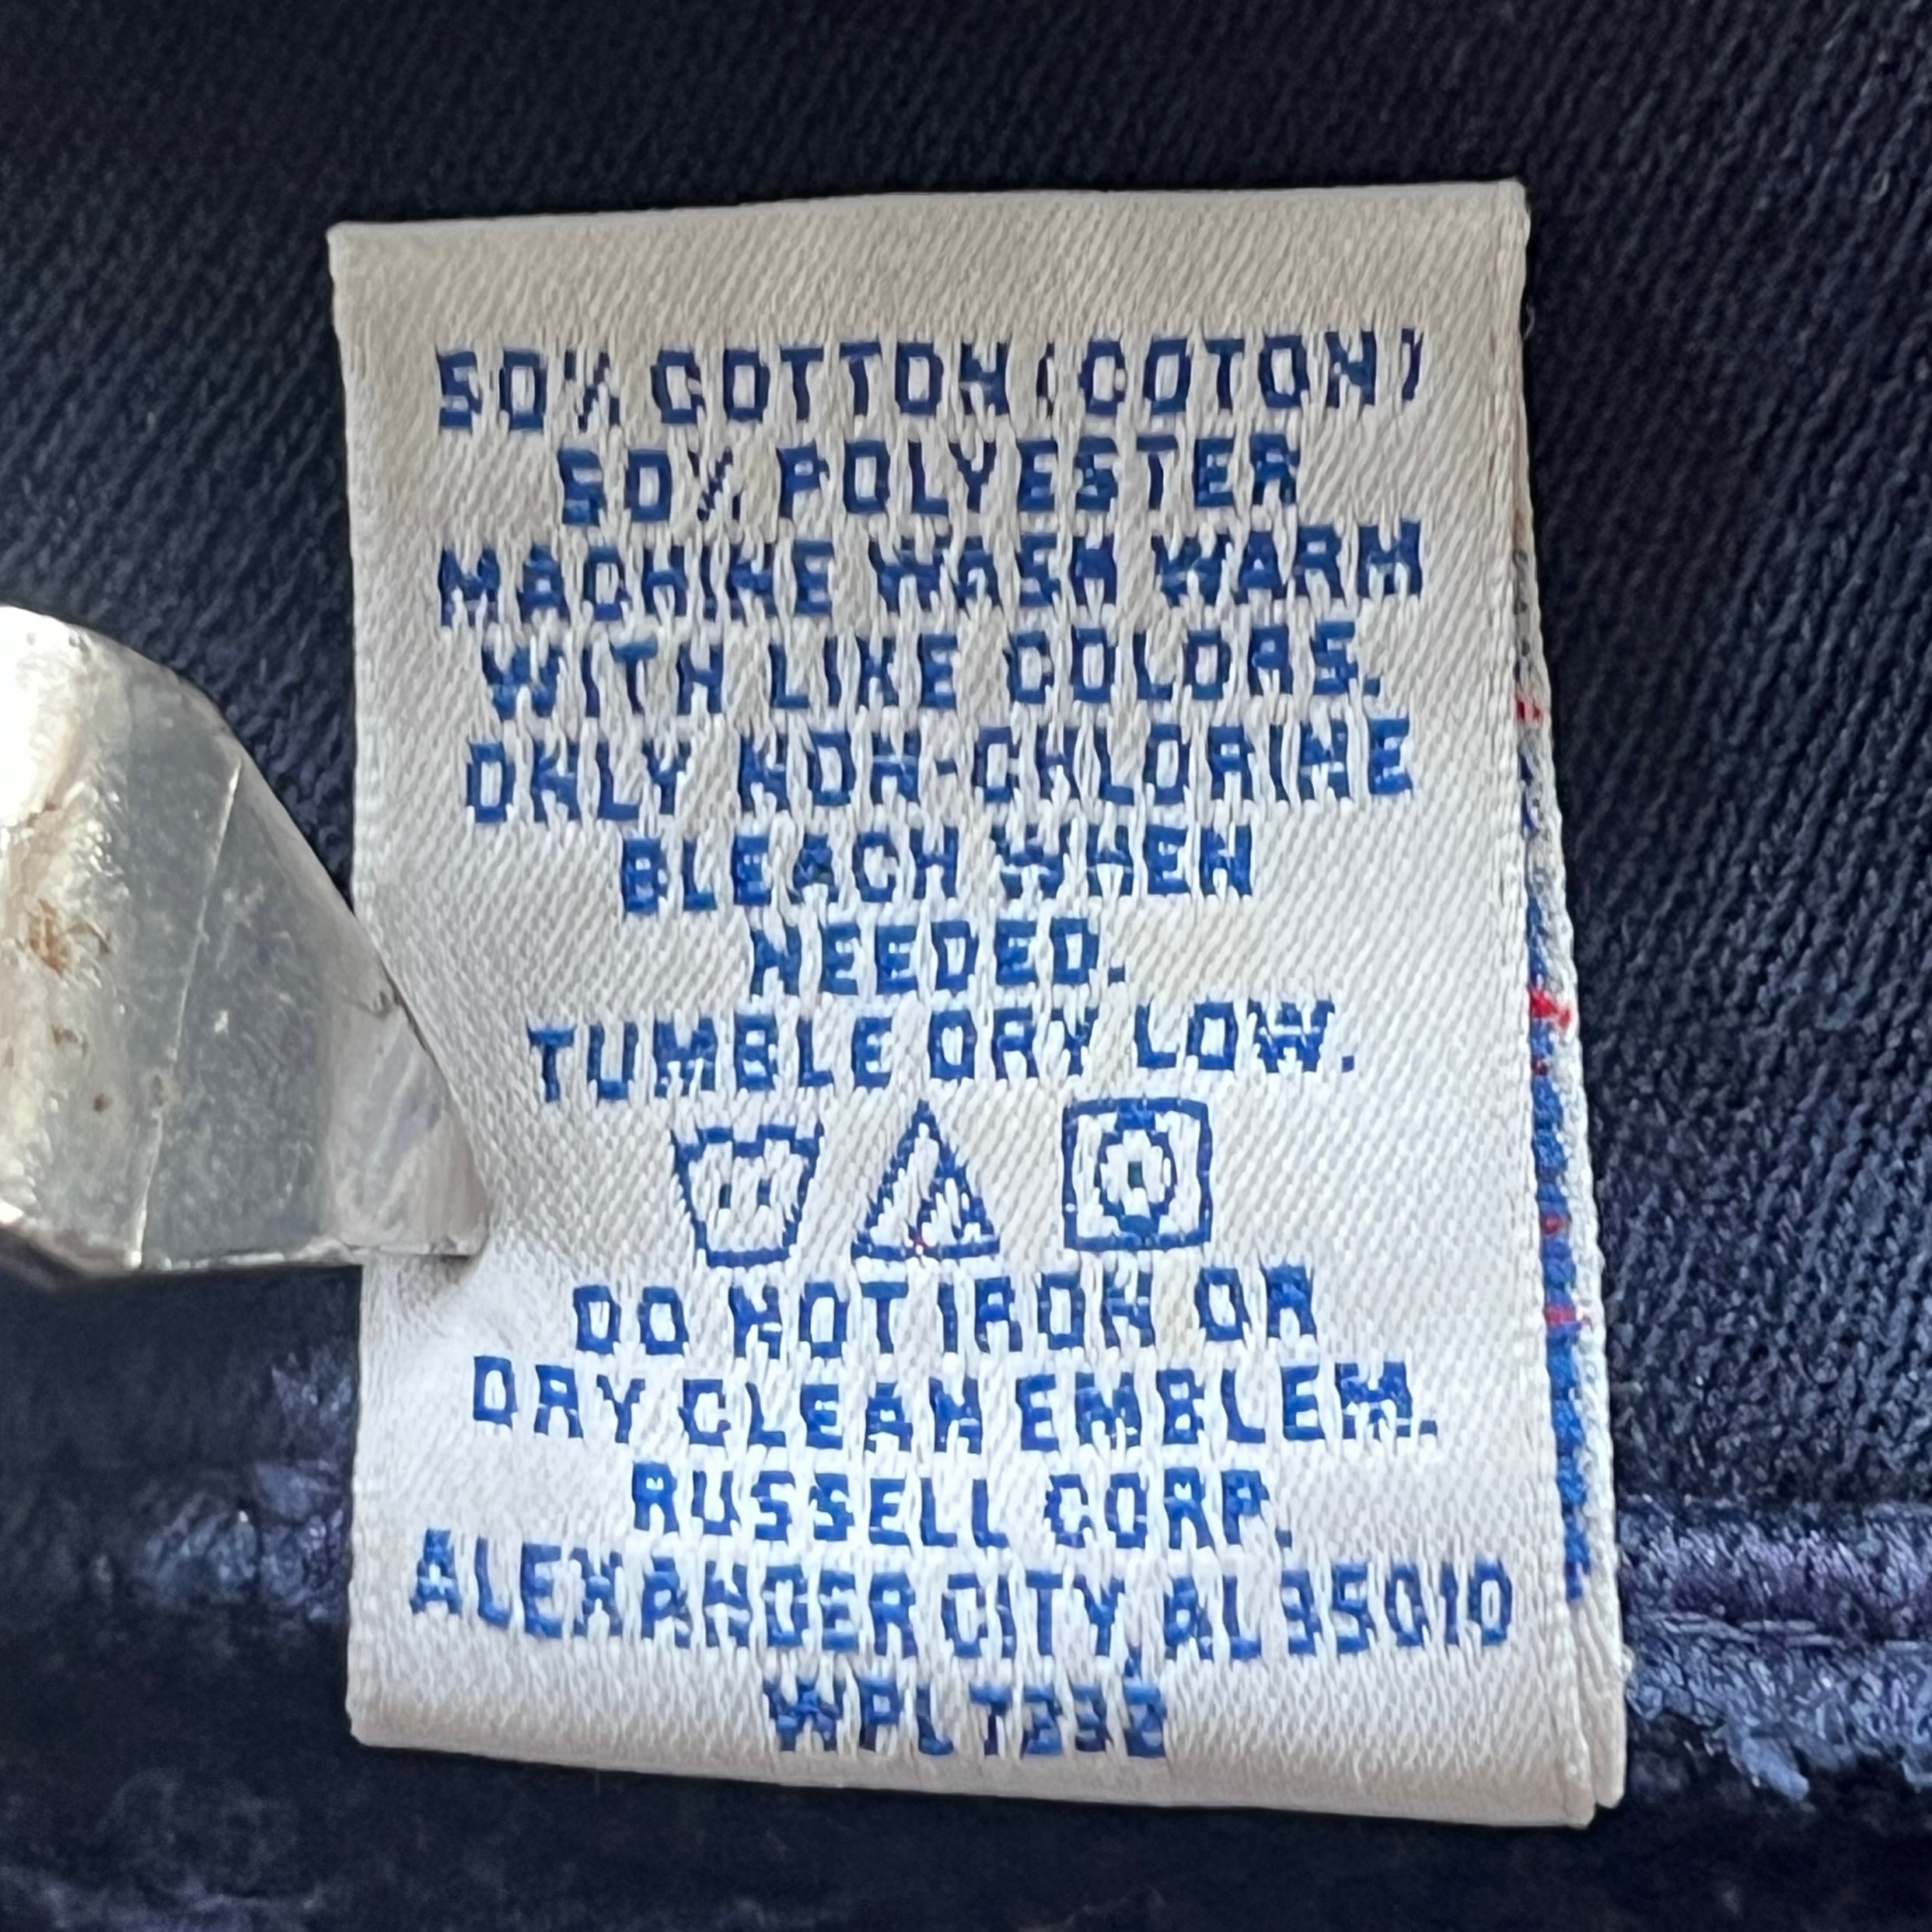 50% COTTON (COTON)
50% POLYESTER
MACHINE WASH WARM
WITH LIKE COLORS.
ONLY NON-CHLORINE
BLEACH WHEN
NEEDED.
TUMBLE DRY LOW.
DO NOT IRON OR
DRY CLEAN EMBLEM.
RUSSELL CORP.
ALEXANDER CITY, AL 35010
WPL 7332